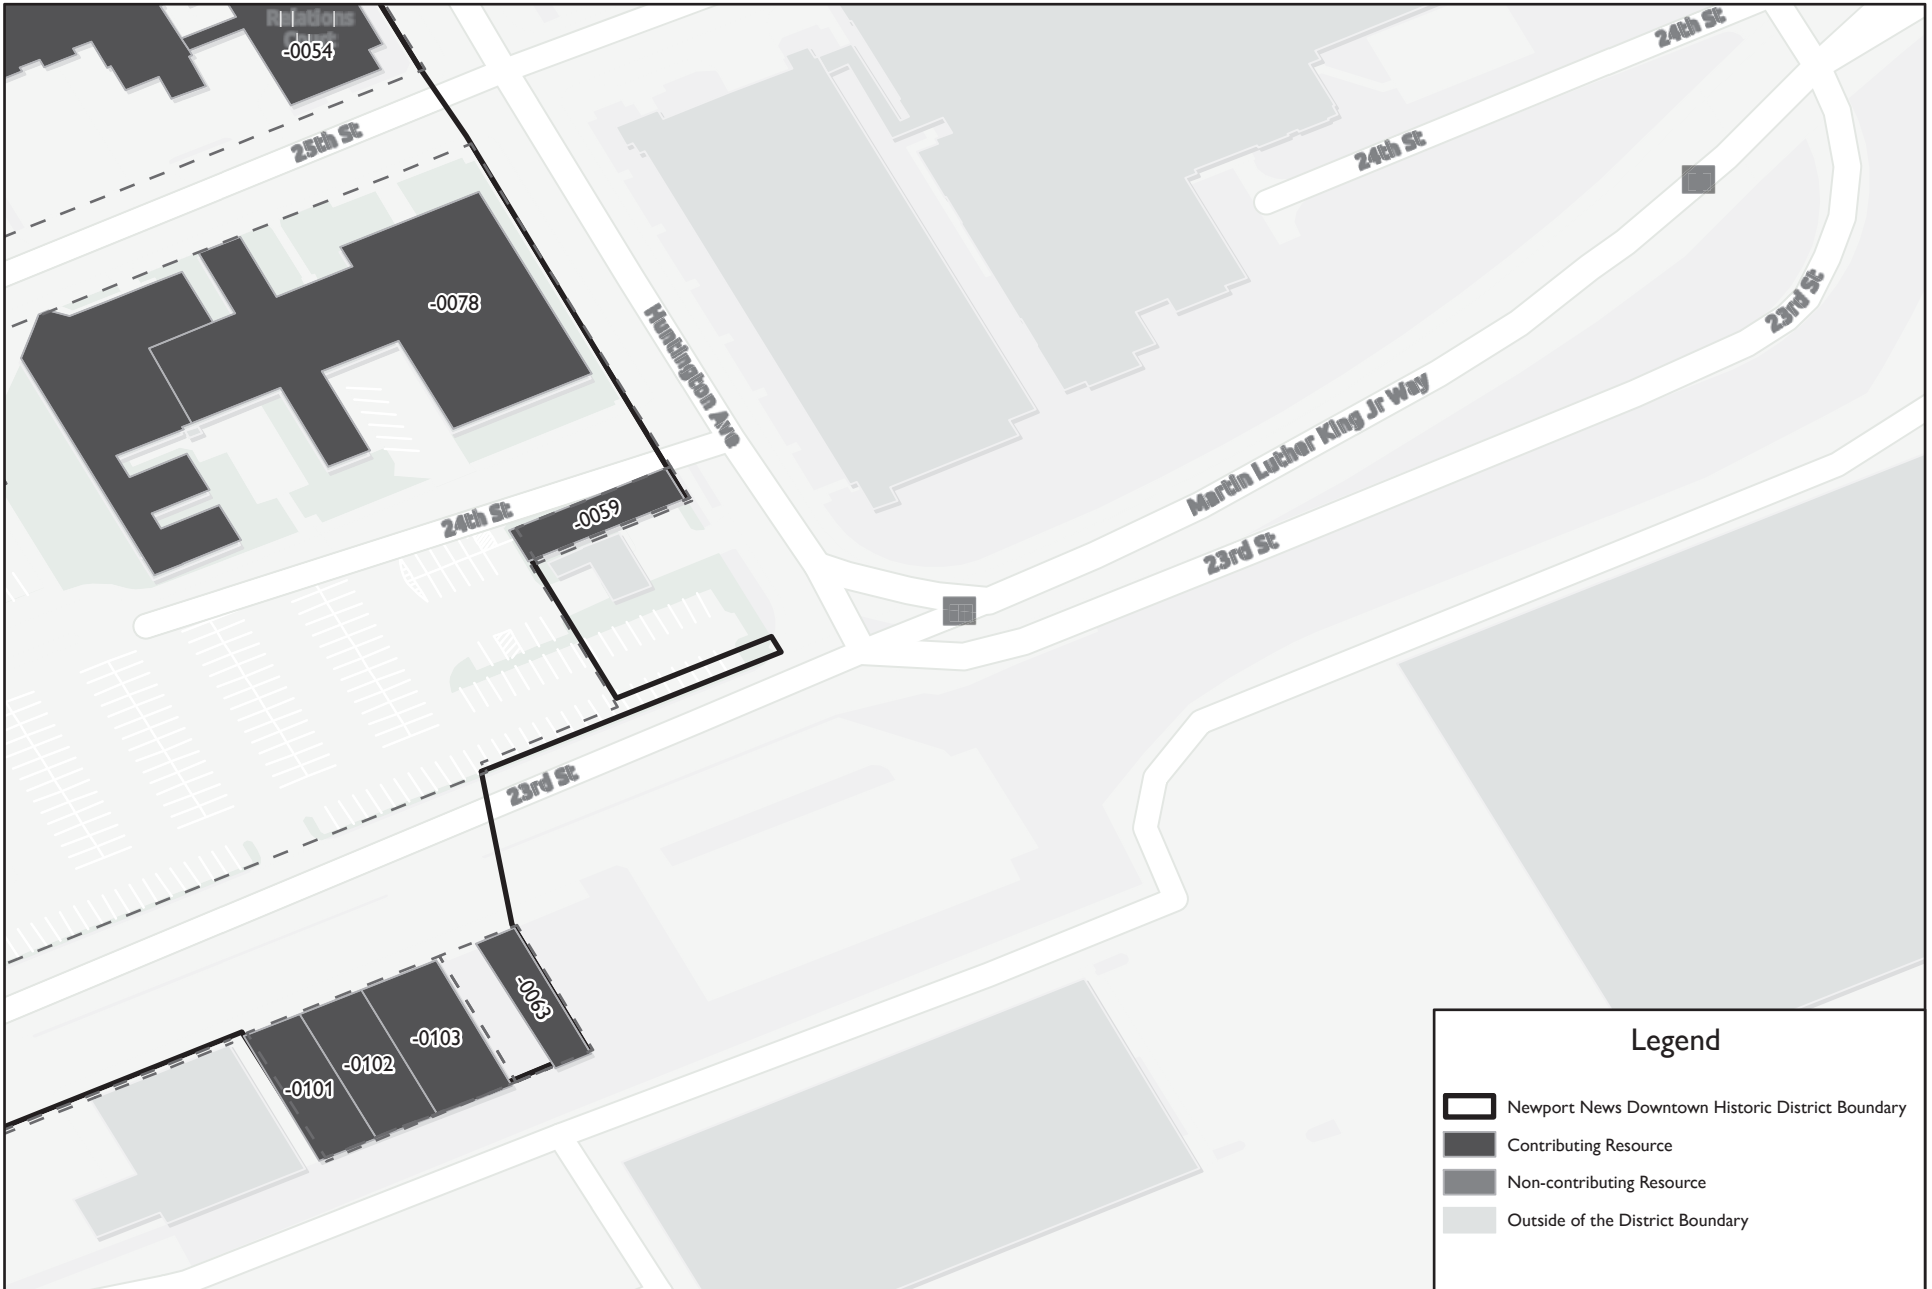 Relations
Court
-0054
24th St
25th St
24th St
-0078
23rd St
Huntington Ave
Martin Luther King Jr Way
24th St
-0059
23rd St
23rd St
-0063
-0103
-0102
-0101
Legend
Newport News Downtown Historic District Boundary
Contributing Resource
Non-contributing Resource
Outside of the District Boundary